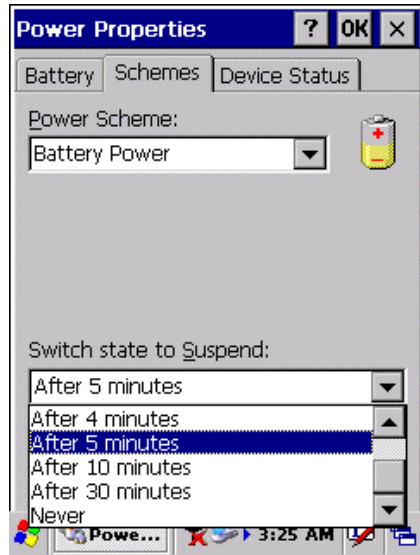 Power Properties ? OK ×
Battery Schemes Device Status
Power Scheme:
Battery Power
Switch state to Suspend:
After 5 minutes
After 4 minutes
After 5 minutes
After 10 minutes
After 30 minutes
Never
Powe... 3:25 AM